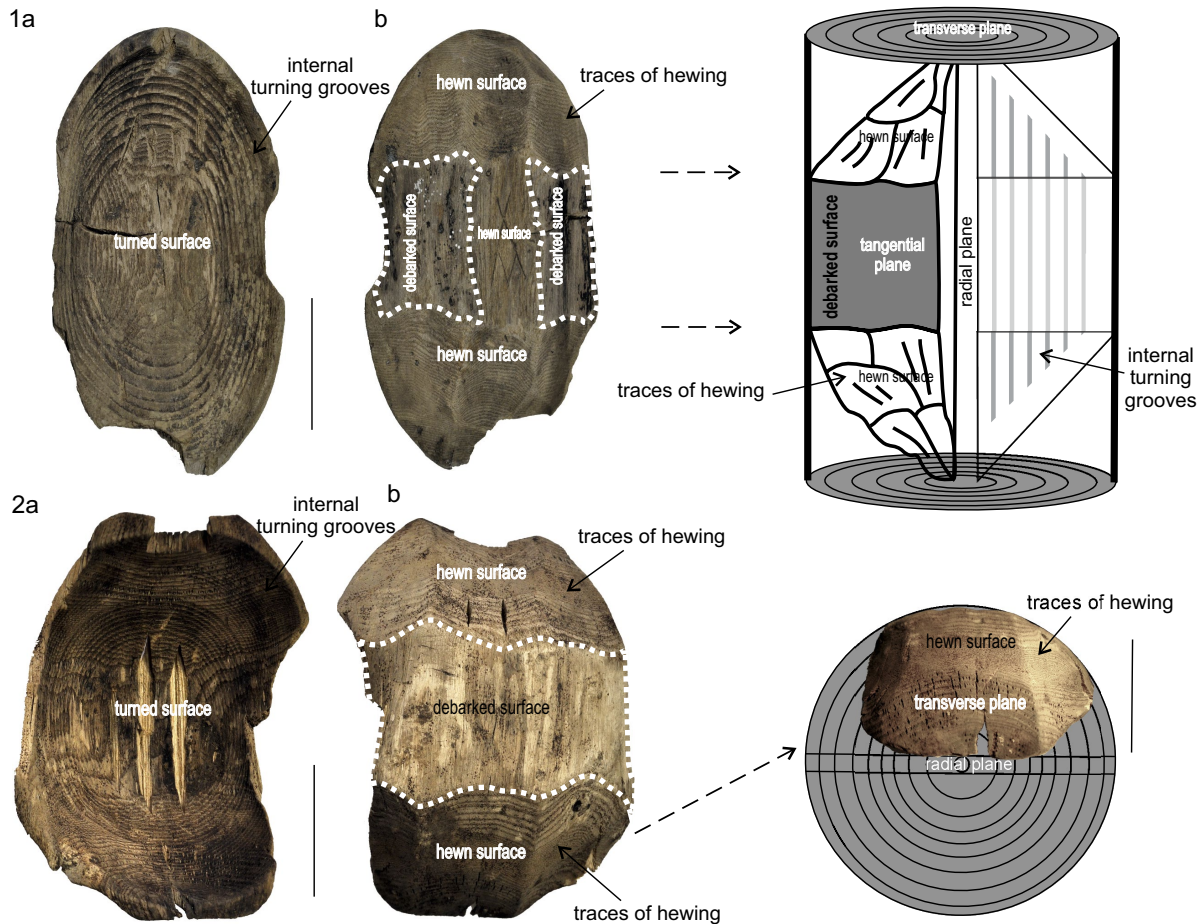 1a
internal
turning grooves
turned surface
b
hewn surface
traces of hewing
debarked surface
hewn surface
debarked surface
hewn surface
transverse plane
hewn surface
debarked surface
tangential
plane
radial plane
traces of hewing
hewn surface
internal
turning
grooves
2a
internal
turning grooves
turned surface
b
traces of hewing
hewn surface
debarked surface
hewn surface
traces of hewing
traces of hewing
hewn surface
transverse plane
radial plane